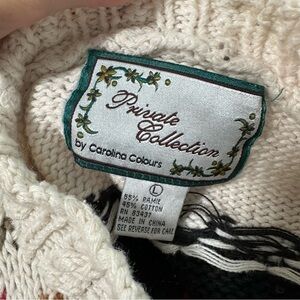 Private
Collection
by Carolina Colours
L
55% RAMIE
45% COTTON
RN 83437
MADE IN CHINA
SEE REVERSE FOR CARE